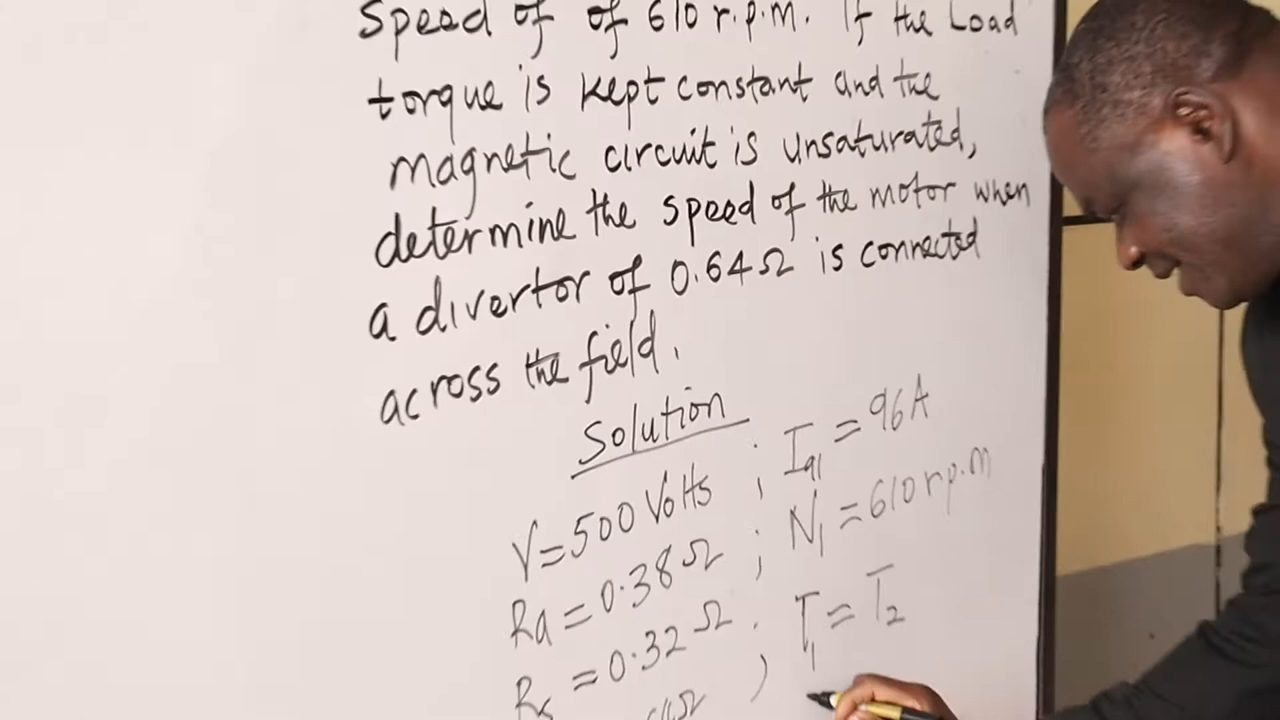 Speed of of 610 r.p.m. If the Load
torque is kept constant and the
magnetic circuit is unsaturated,
determine the speed of the motor when
a divertor of 0.64Ω is connected
across the field.
Solution
V=500 Volts ; Ia1 = 96A
Ra = 0.38Ω ; N1 = 610 r.p.m
Rs = 0.32Ω ; T1 = T2